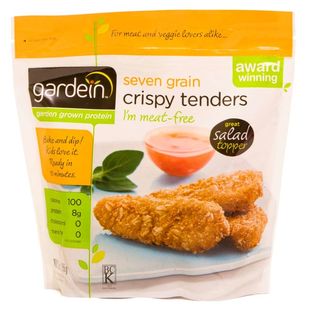 For meat and veggie lovers alike...
award
winning
gardein
garden grown protein
seven grain
crispy tenders
I'm meat-free
great
salad
topper
Bake and dip!
Kids love it.
Ready in
calories 100
protein 8g
cholesterol 0
trans fat 0
BC
K